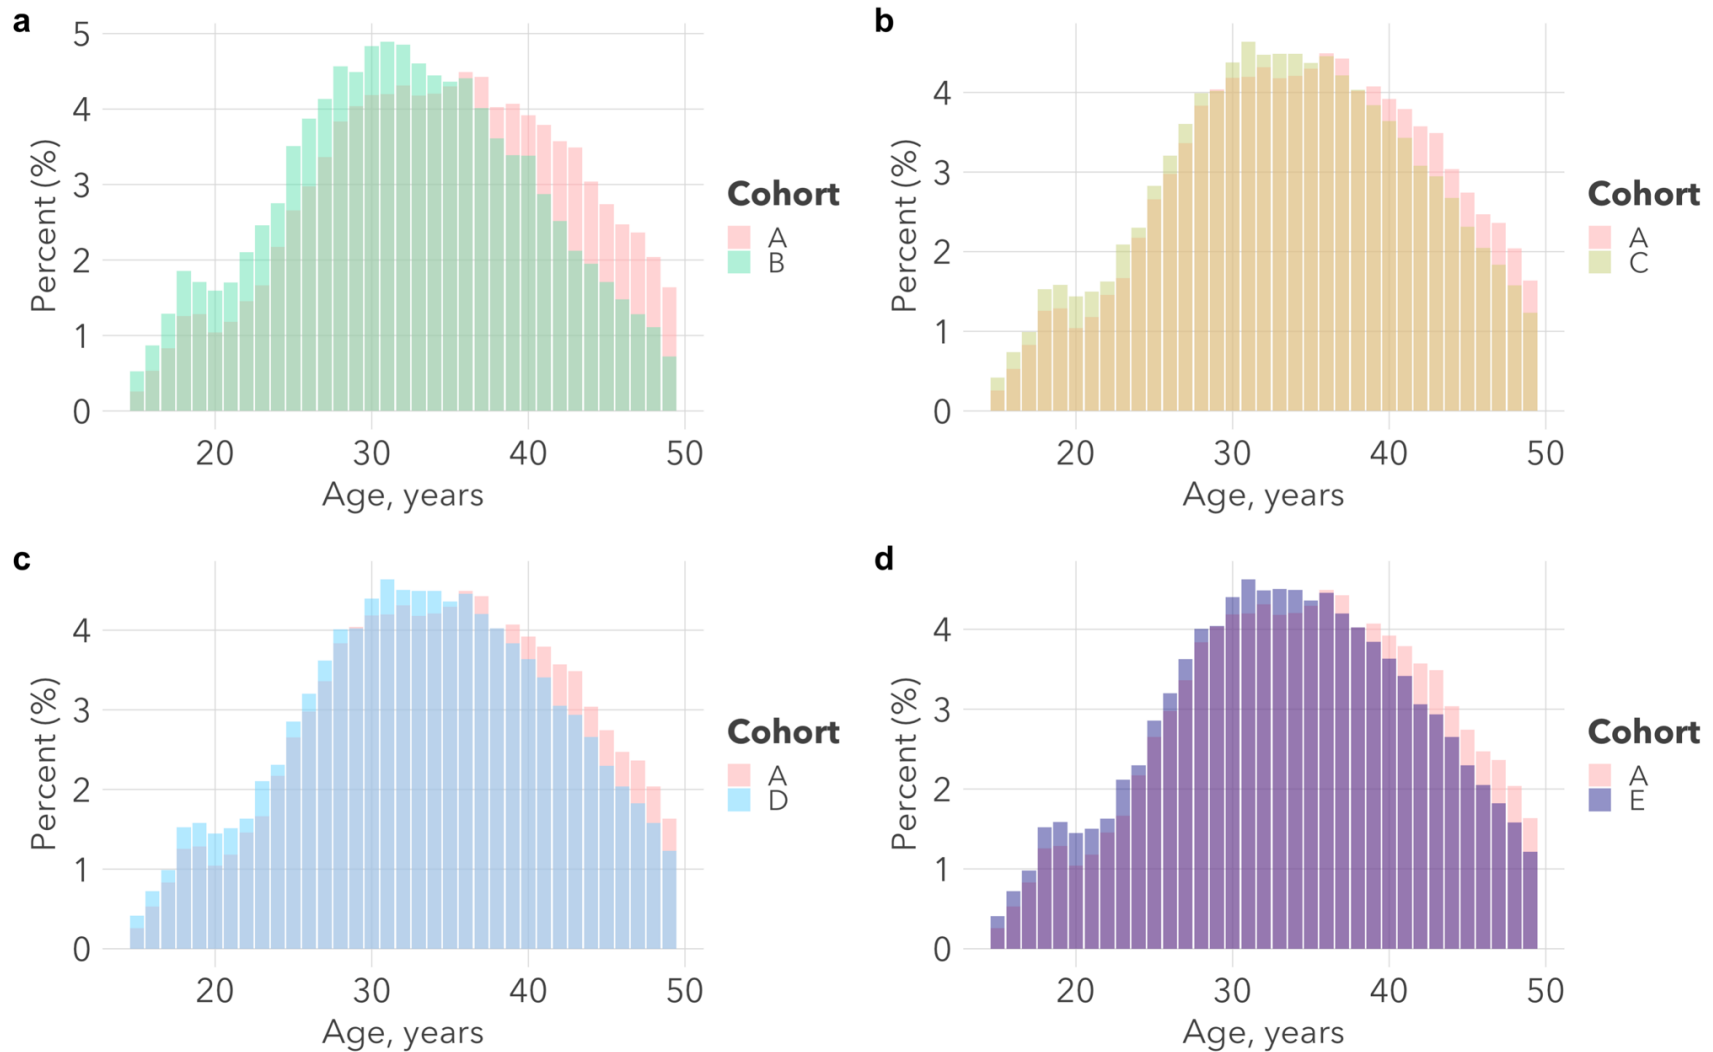 a
5
4
3
2
1
0
Percent (%)
20 30 40 50
Age, years
Cohort
A
B
b
4
3
2
1
0
Percent (%)
20 30 40 50
Age, years
Cohort
A
C
c
4
3
2
1
0
Percent (%)
20 30 40 50
Age, years
Cohort
A
D
d
4
3
2
1
0
Percent (%)
20 30 40 50
Age, years
Cohort
A
E